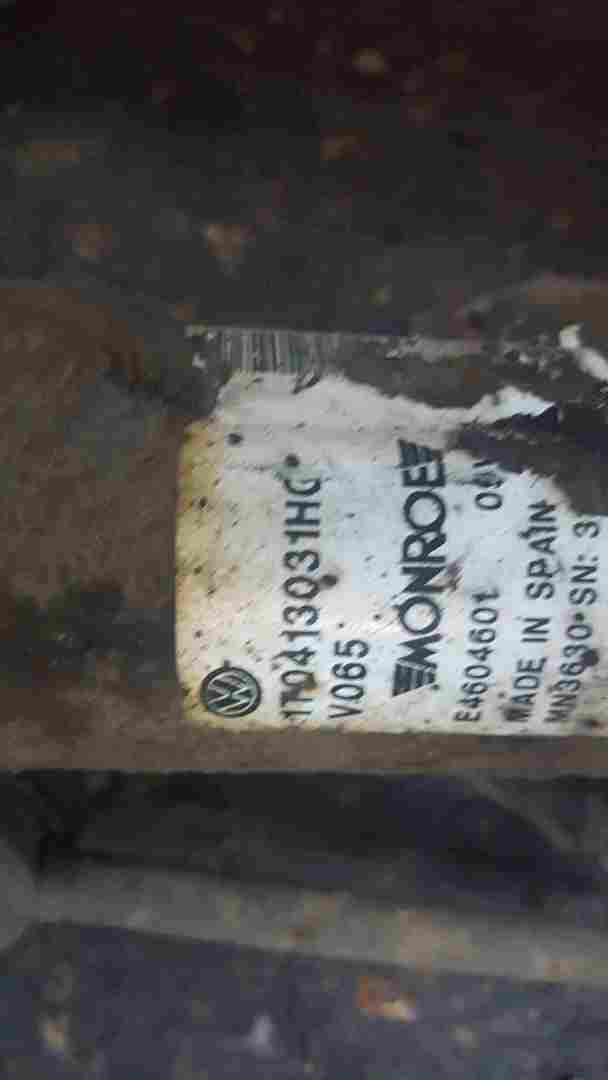 1T0413031HG
V065
MONROE
E4604601
MADE IN SPAIN
MN3630 SN: 3